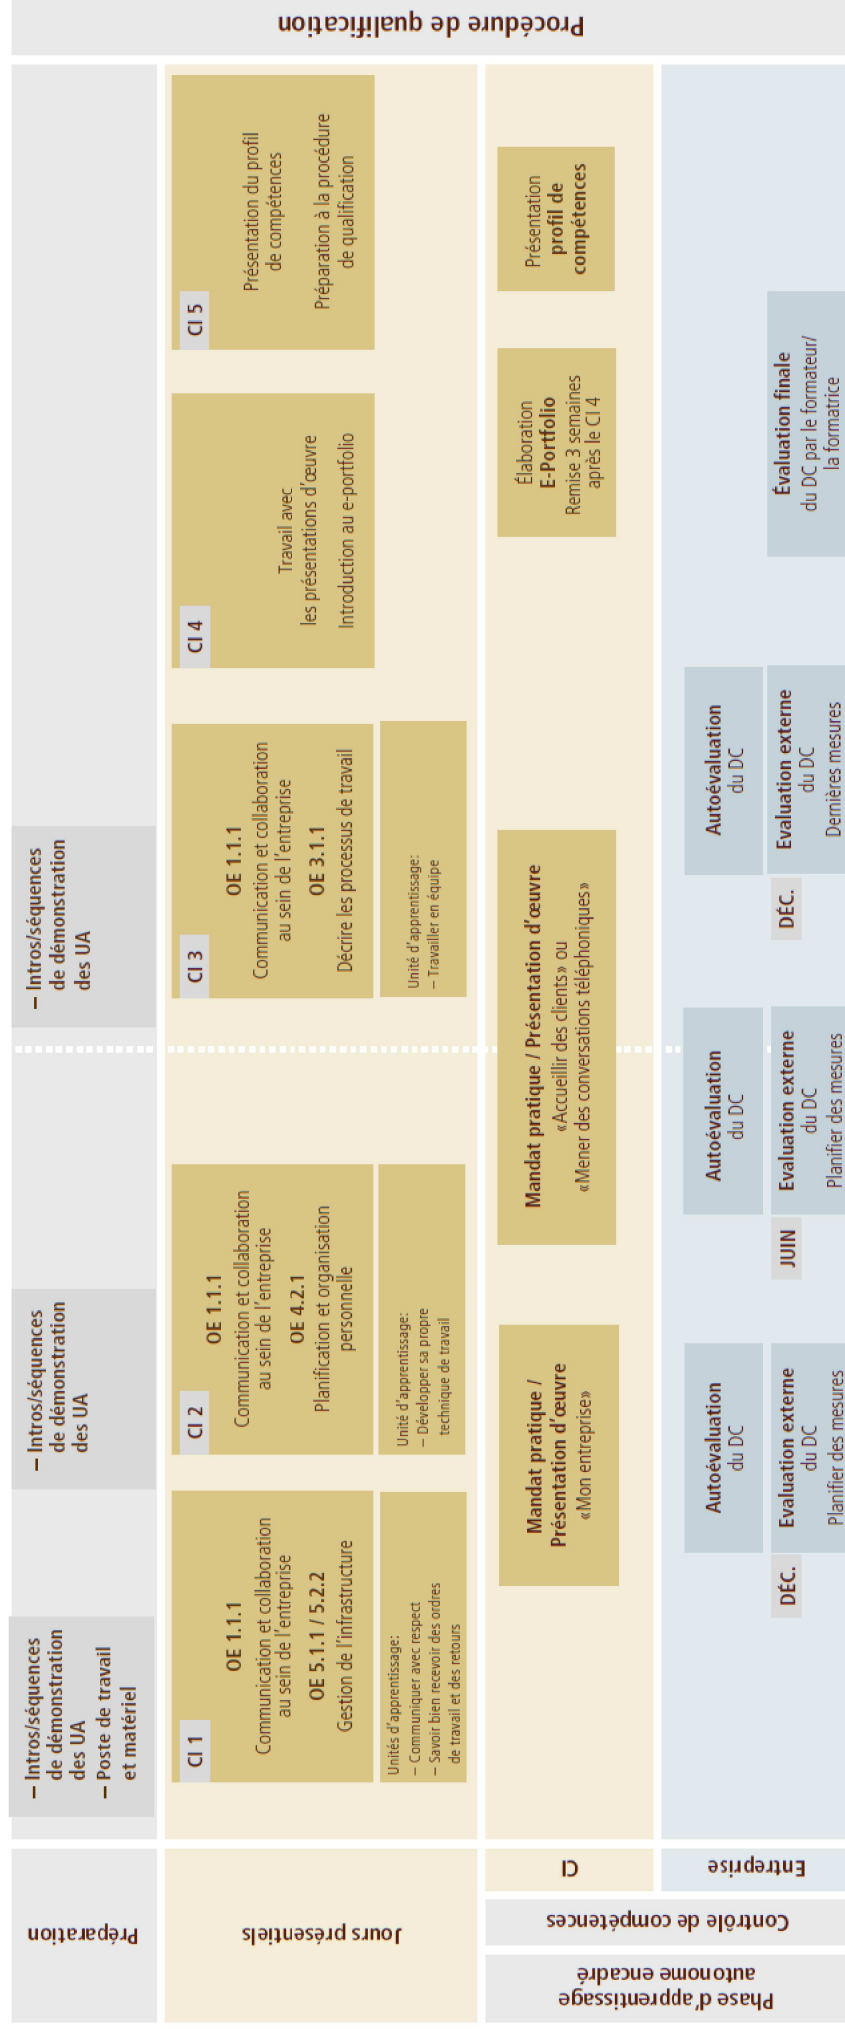 Préparation
– Intros/séquences
de démonstration
des UA
– Poste de travail
et matériel
– Intros/séquences
de démonstration
des UA
– Intros/séquences
de démonstration
des UA
Jours présentiels
CI 1
OE 1.1.1
Communication et collaboration
au sein de l’entreprise
OE 5.1.1 / 5.2.2
Gestion de l’infrastructure
Unités d’apprentissage:
– Communiquer avec respect
– Savoir bien recevoir des ordres
de travail et des retours
CI 2
OE 1.1.1
Communication et collaboration
au sein de l’entreprise
OE 4.2.1
Planification et organisation
personnelle
Unité d’apprentissage:
– Développer sa propre
technique de travail
CI 3
OE 1.1.1
Communication et collaboration
au sein de l’entreprise
OE 3.1.1
Décrire les processus de travail
Unité d’apprentissage:
– Travailler en équipe
CI 4
Travail avec
les présentations d’œuvre
Introduction au e-portfolio
CI 5
Présentation du profil
de compétences
Préparation à la procédure
de qualification
Phase d’apprentissage
autonome encadré
Contrôle de compétences
CI
Mandat pratique /
Présentation d’œuvre
«Mon entreprise»
Mandat pratique / Présentation d’œuvre
«Accueillir des clients» ou
«Mener des conversations téléphoniques»
Élaboration
E-Portfolio
Remise 3 semaines
après le CI 4
Présentation
profil de
compétences
Entreprise
Autoévaluation
du DC
DÉC.
Evaluation externe
du DC
Planifier des mesures
Autoévaluation
du DC
JUIN
Evaluation externe
du DC
Planifier des mesures
Autoévaluation
du DC
DÉC.
Evaluation externe
du DC
Dernières mesures
Évaluation finale
du DC par le formateur/
la formatrice
Procédure de qualification